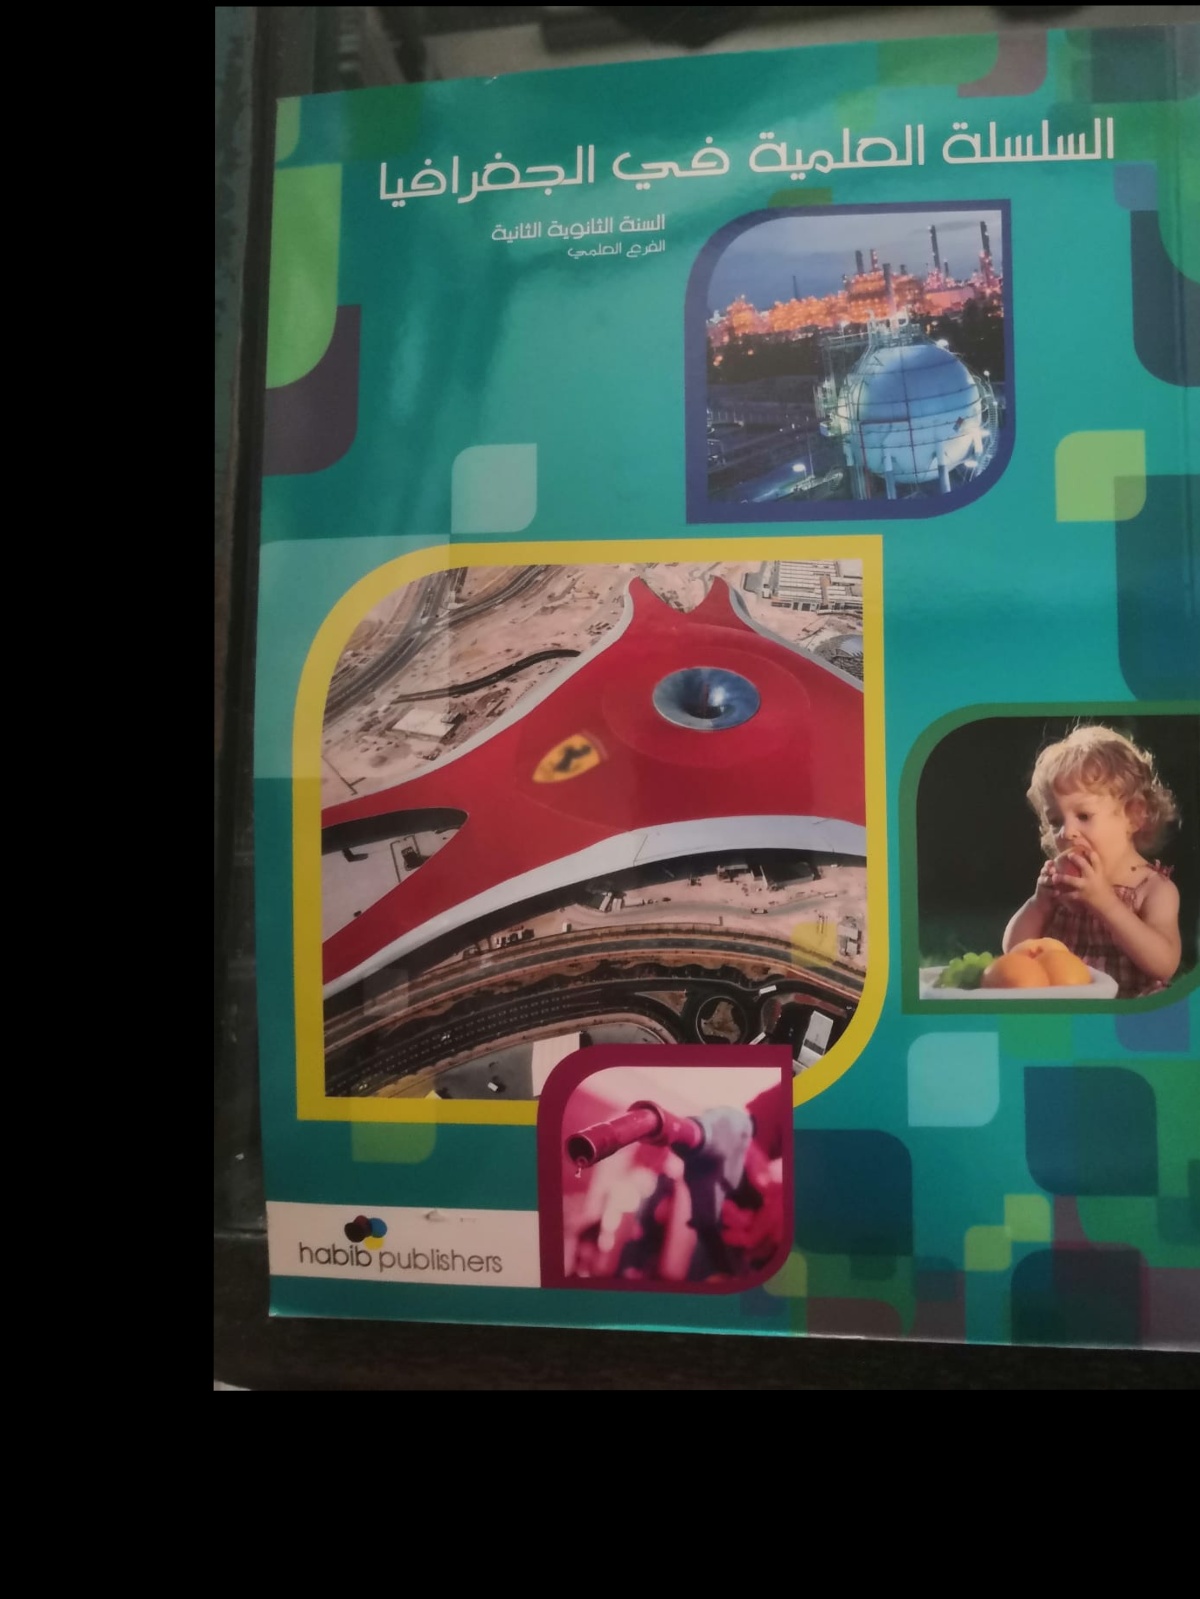 السلسلة العلمية في الجغرافيا
السنة الثانوية الثانية
الفرع العلمي
habib publishers